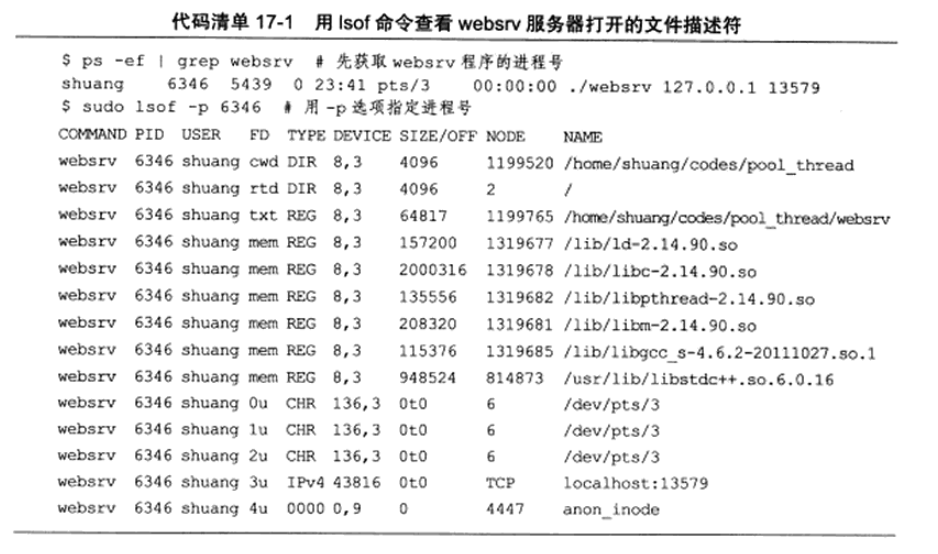 代码清单 17-1 用 lsof 命令查看 websrv 服务器打开的文件描述符
$ ps -ef | grep websrv # 先获取 websrv 程序的进程号
shuang 6346 5439 0 23:41 pts/3 00:00:00 ./websrv 127.0.0.1 13579
$ sudo lsof -p 6346 # 用 -p 选项指定进程号
COMMAND PID USER FD TYPE DEVICE SIZE/OFF NODE NAME
websrv 6346 shuang cwd DIR 8,3 4096 1199520 /home/shuang/codes/pool_thread
websrv 6346 shuang rtd DIR 8,3 4096 2 /
websrv 6346 shuang txt REG 8,3 64817 1199765 /home/shuang/codes/pool_thread/websrv
websrv 6346 shuang mem REG 8,3 157200 1319677 /lib/ld-2.14.90.so
websrv 6346 shuang mem REG 8,3 2000316 1319678 /lib/libc-2.14.90.so
websrv 6346 shuang mem REG 8,3 135556 1319682 /lib/libpthread-2.14.90.so
websrv 6346 shuang mem REG 8,3 208320 1319681 /lib/libm-2.14.90.so
websrv 6346 shuang mem REG 8,3 115376 1319685 /lib/libgcc_s-4.6.2-20111027.so.1
websrv 6346 shuang mem REG 8,3 948524 814873 /usr/lib/libstdc++.so.6.0.16
websrv 6346 shuang 0u CHR 136,3 0t0 6 /dev/pts/3
websrv 6346 shuang 1u CHR 136,3 0t0 6 /dev/pts/3
websrv 6346 shuang 2u CHR 136,3 0t0 6 /dev/pts/3
websrv 6346 shuang 3u IPv4 43816 0t0 TCP localhost:13579
websrv 6346 shuang 4u 0000 0,9 0 4447 anon_inode